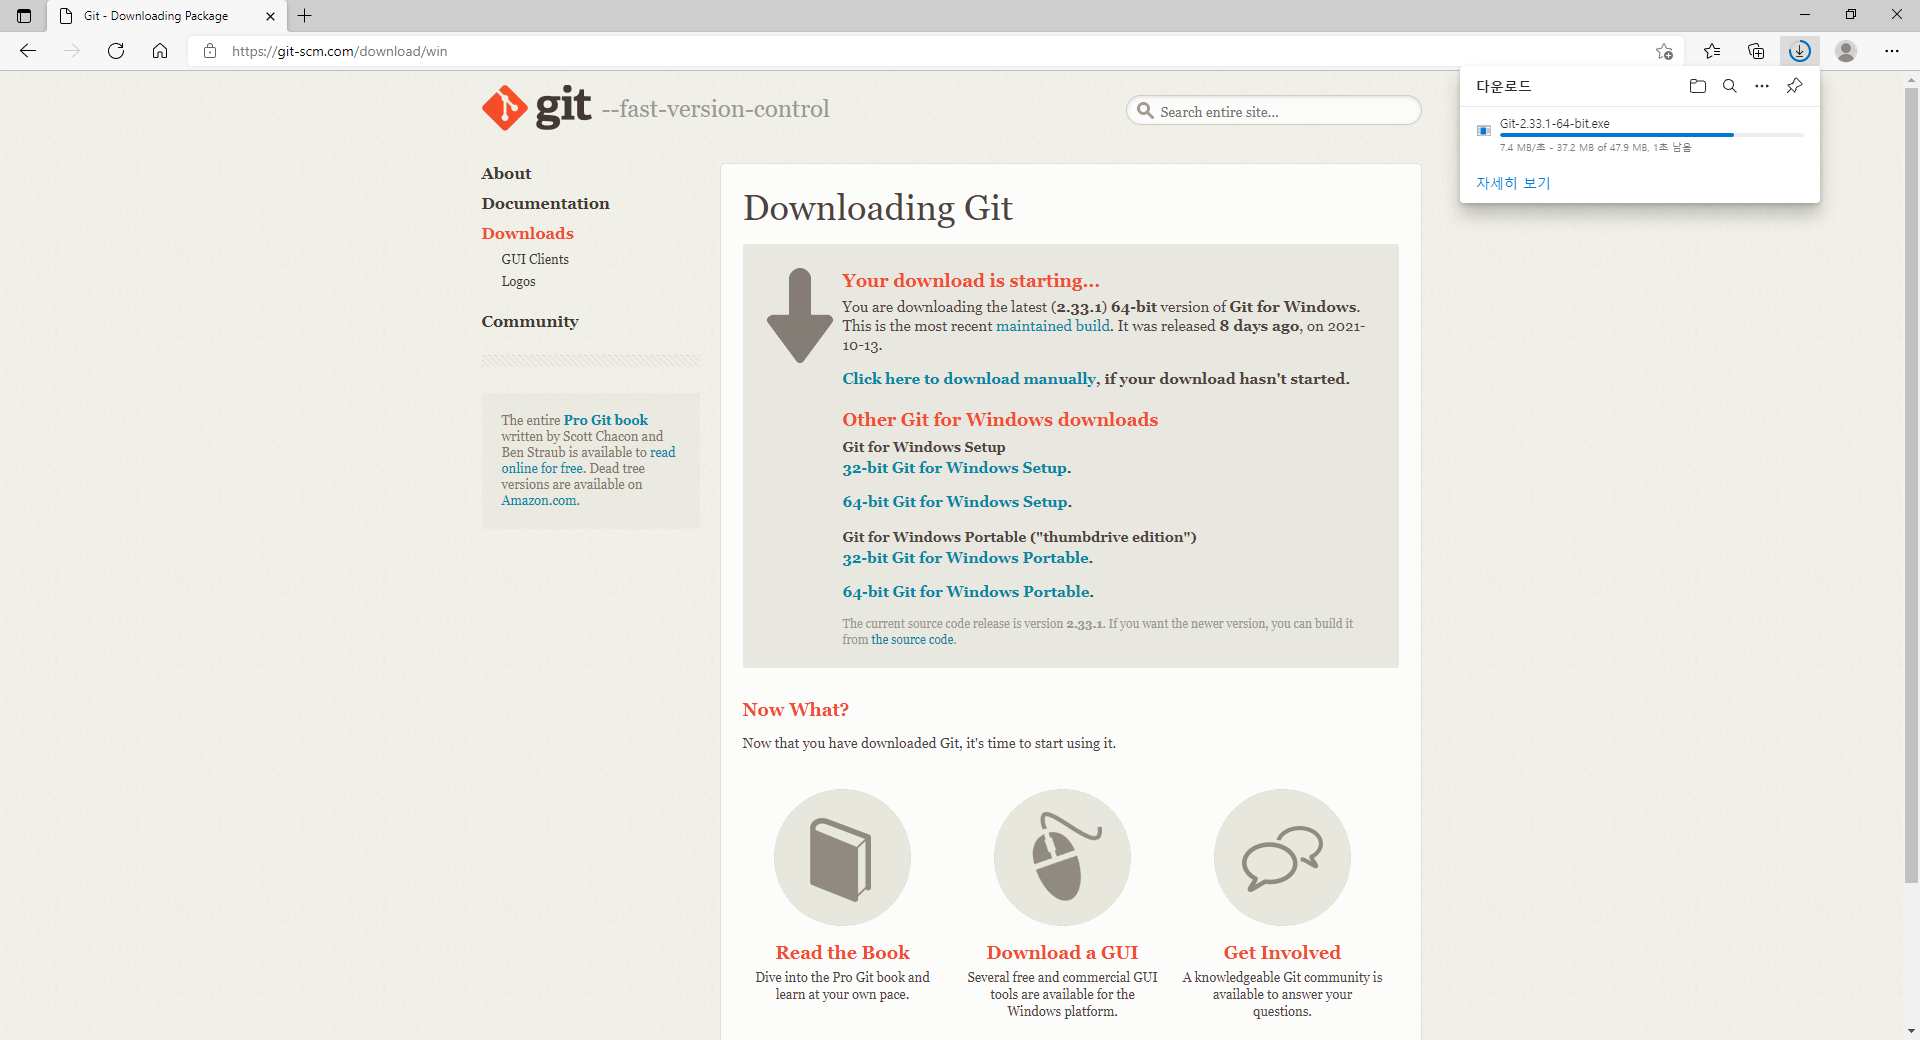 Git - Downloading Package
https://git-scm.com/download/win
다운로드
Git-2.33.1-64-bit.exe
7.4 MB/초 - 37.2 MB of 47.9 MB, 1초 남음
자세히 보기
git --fast-version-control
Search entire site...
About
Documentation
Downloads
GUI Clients
Logos
Community
The entire Pro Git book
written by Scott Chacon and
Ben Straub is available to read
online for free. Dead tree
versions are available on
Amazon.com.
Downloading Git
Your download is starting...
You are downloading the latest (2.33.1) 64-bit version of Git for Windows.
This is the most recent maintained build. It was released 8 days ago, on 2021-
10-13.
Click here to download manually, if your download hasn't started.
Other Git for Windows downloads
Git for Windows Setup
32-bit Git for Windows Setup.
64-bit Git for Windows Setup.
Git for Windows Portable ("thumbdrive edition")
32-bit Git for Windows Portable.
64-bit Git for Windows Portable.
The current source code release is version 2.33.1. If you want the newer version, you can build it
from the source code.
Now What?
Now that you have downloaded Git, it's time to start using it.
Read the Book
Dive into the Pro Git book and
learn at your own pace.
Download a GUI
Several free and commercial GUI
tools are available for the
Windows platform.
Get Involved
A knowledgeable Git community is
available to answer your
questions.